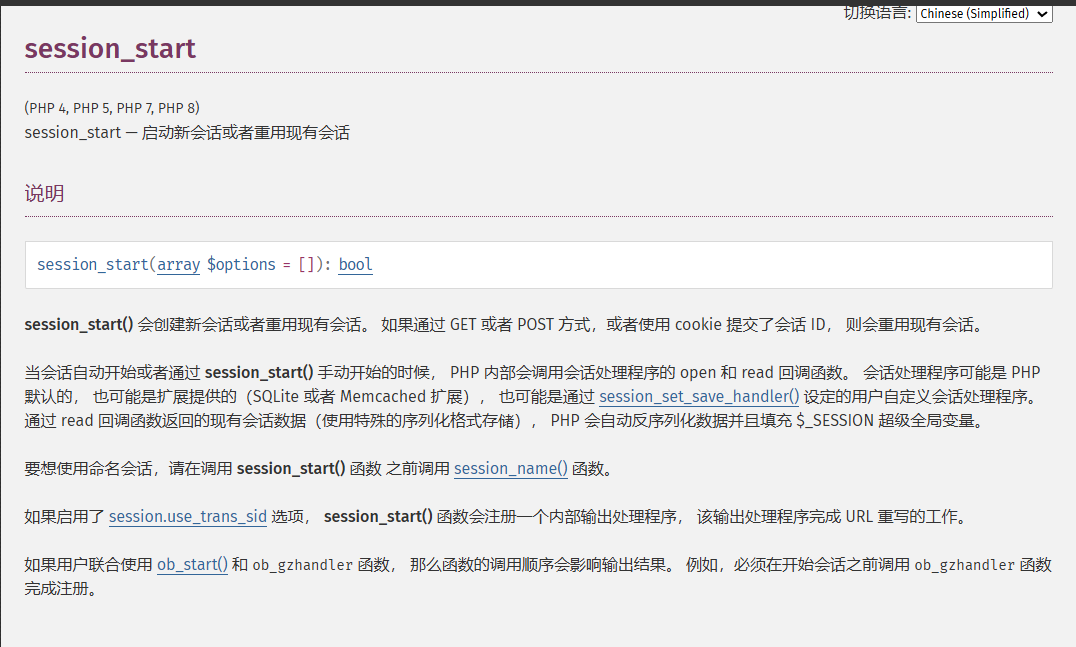 切换语言: Chinese (Simplified)
session_start
(PHP 4, PHP 5, PHP 7, PHP 8)
session_start — 启动新会话或者重用现有会话
说明
session_start(array $options = []): bool
session_start() 会创建新会话或者重用现有会话。 如果通过 GET 或者 POST 方式，或者使用 cookie 提交了会话 ID， 则会重用现有会话。
当会话自动开始或者通过 session_start() 手动开始的时候， PHP 内部会调用会话处理程序的 open 和 read 回调函数。 会话处理程序可能是 PHP
默认的， 也可能是扩展提供的（SQLite 或者 Memcached 扩展）， 也可能是通过 session_set_save_handler() 设定的用户自定义会话处理程序。
通过 read 回调函数返回的现有会话数据（使用特殊的序列化格式存储）， PHP 会自动反序列化数据并且填充 $_SESSION 超级全局变量。
要想使用命名会话，请在调用 session_start() 函数 之前调用 session_name() 函数。
如果启用了 session.use_trans_sid 选项， session_start() 函数会注册一个内部输出处理程序， 该输出处理程序完成 URL 重写的工作。
如果用户联合使用 ob_start() 和 ob_gzhandler 函数， 那么函数的调用顺序会影响输出结果。 例如，必须在开始会话之前调用 ob_gzhandler 函数
完成注册。